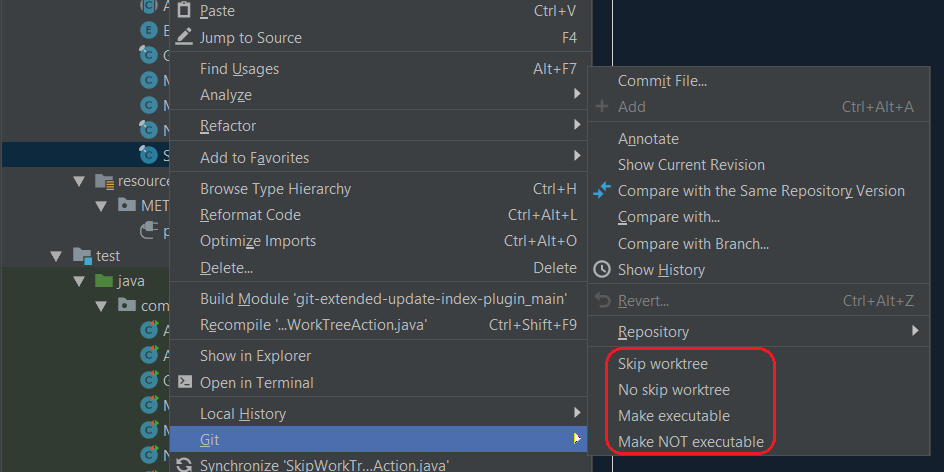 Paste Ctrl+V
Jump to Source F4
Find Usages Alt+F7
Analyze
Refactor
Add to Favorites
Browse Type Hierarchy Ctrl+H
Reformat Code Ctrl+Alt+L
Optimize Imports Ctrl+Alt+O
Delete... Delete
Build Module 'git-extended-update-index-plugin_main'
Recompile '...WorkTreeAction.java' Ctrl+Shift+F9
Show in Explorer
Open in Terminal
Local History
Git
Synchronize 'SkipWorkTr...Action.java'
Commit File...
Add Ctrl+Alt+A
Annotate
Show Current Revision
Compare with the Same Repository Version
Compare with...
Compare with Branch...
Show History
Revert... Ctrl+Alt+Z
Repository
Skip worktree
No skip worktree
Make executable
Make NOT executable
resource
MET
test
java
com